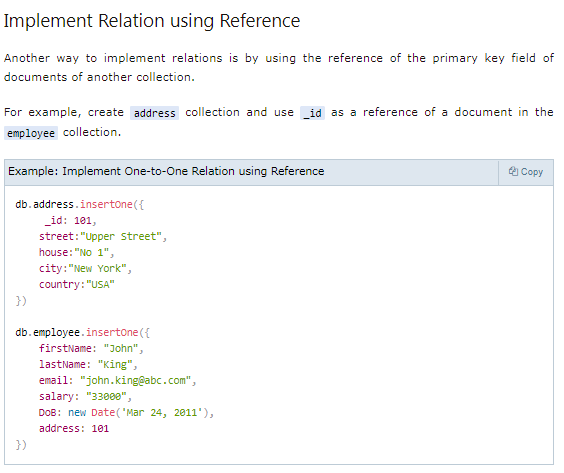 Implement Relation using Reference
Another way to implement relations is by using the reference of the primary key field of
documents of another collection.
For example, create address collection and use _id as a reference of a document in the
employee collection.
Example: Implement One-to-One Relation using Reference
Copy
db.address.insertOne({
    _id: 101,
    street:"Upper Street",
    house:"No 1",
    city:"New York",
    country:"USA"
})
db.employee.insertOne({
    firstName: "John",
    lastName: "King",
    email: "john.king@abc.com",
    salary: "33000",
    DoB: new Date('Mar 24, 2011'),
    address: 101
})